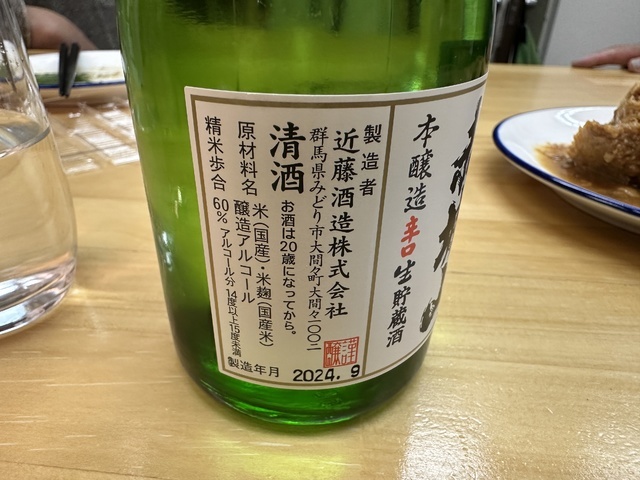 本醸造 辛口 生貯蔵酒
製造者
近藤酒造株式会社
群馬県みどり市大間々町大間々一〇〇二
清酒
お酒は20歳になってから。
原材料名 米(国産)・米麹(国産米)
醸造アルコール
精米歩合 60% アルコール分 14度以上15度未満
製造年月 2024. 9